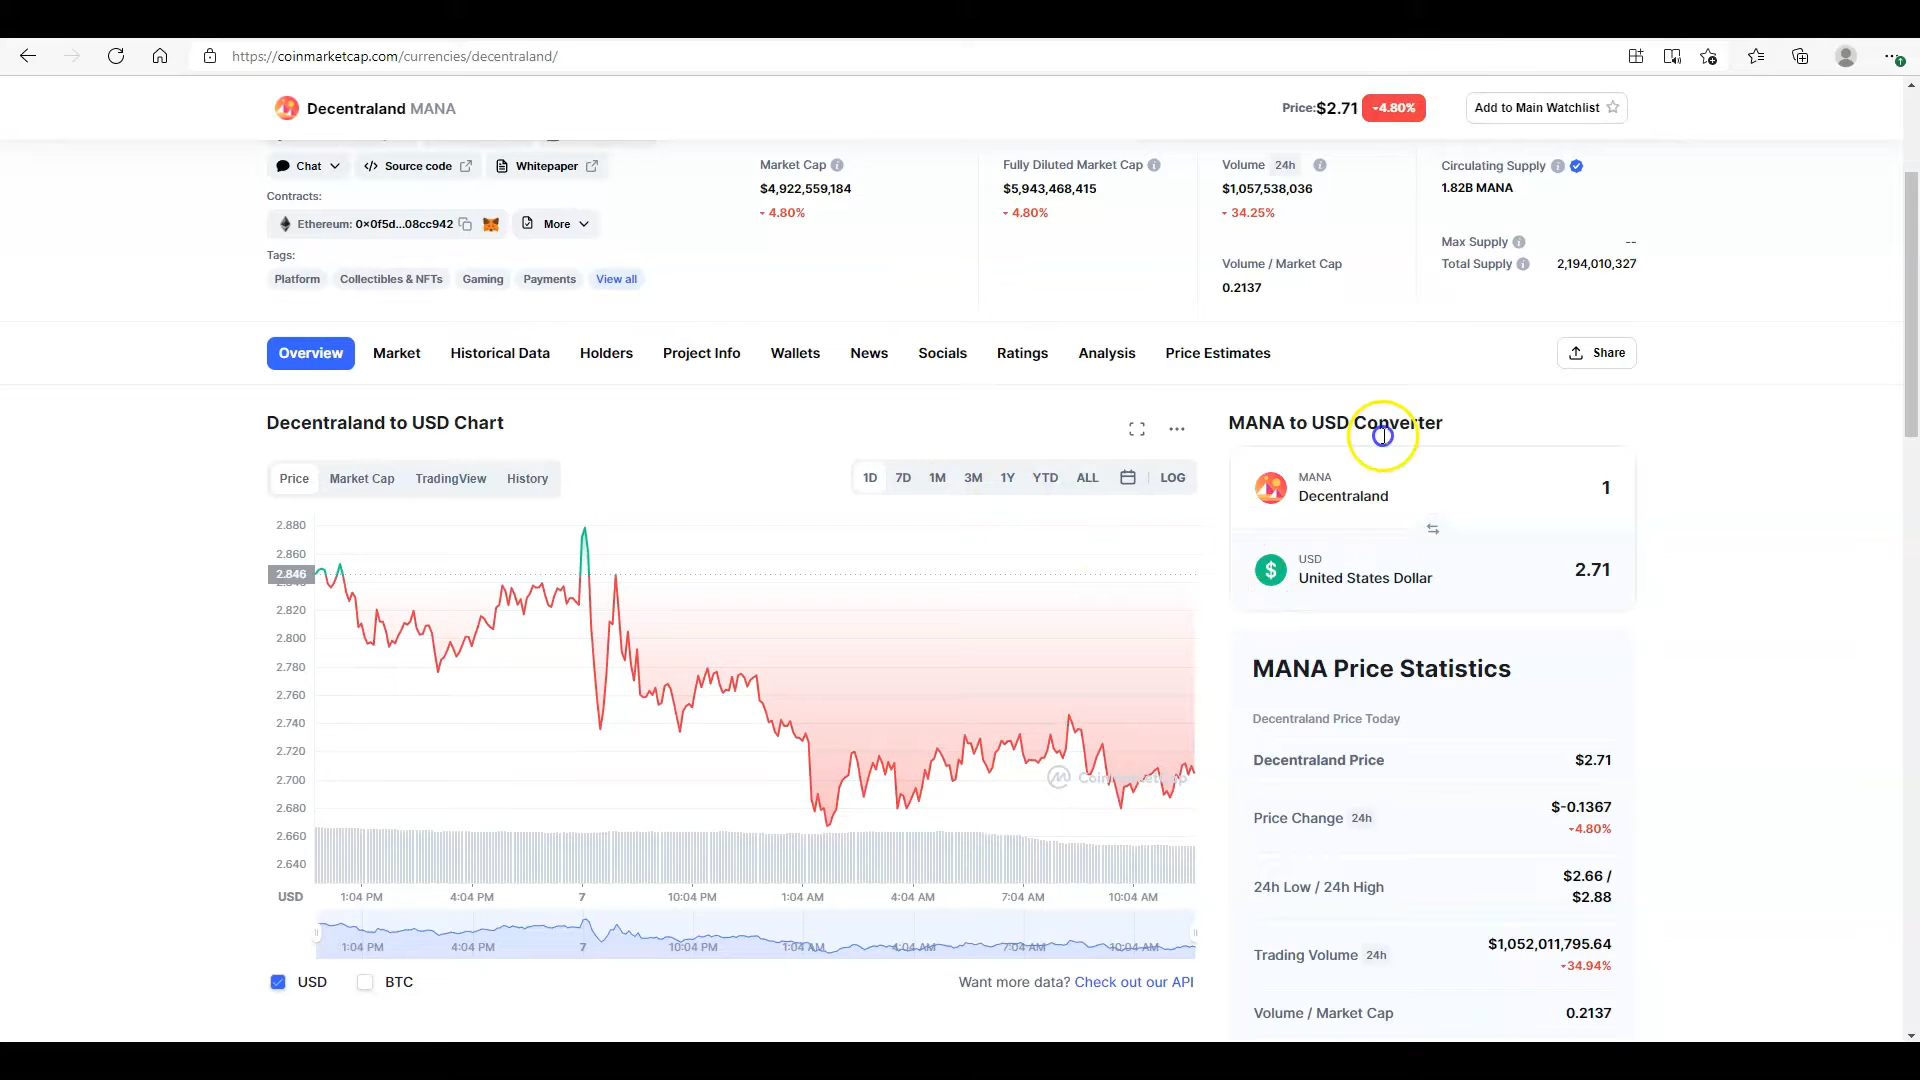 https://coinmarketcap.com/currencies/decentraland/
Decentraland MANA
Price:$2.71 -4.80%
Add to Main Watchlist
Chat
Source code
Whitepaper
Contracts:
Ethereum: 0x0f5d...08cc942
More
Tags:
Platform
Collectibles & NFTs
Gaming
Payments
View all
Market Cap
$4,922,559,184
4.80%
Fully Diluted Market Cap
$5,943,468,415
4.80%
Volume 24h
$1,057,538,036
34.25%
Volume / Market Cap
0.2137
Circulating Supply
1.82B MANA
Max Supply --
Total Supply 2,194,010,327
Overview
Market
Historical Data
Holders
Project Info
Wallets
News
Socials
Ratings
Analysis
Price Estimates
Share
Decentraland to USD Chart
Price
Market Cap
TradingView
History
1D
7D
1M
3M
1Y
YTD
ALL
LOG
2.880
2.860
2.846
2.820
2.800
2.780
2.760
2.740
2.720
2.700
2.680
2.660
2.640
CoinMarketCap
USD
1:04 PM
4:04 PM
7
10:04 PM
1:04 AM
4:04 AM
7:04 AM
10:04 AM
1:04 PM
4:04 PM
7
10:04 PM
1:04 AM
4:04 AM
7:04 AM
10:04 AM
USD
BTC
Want more data? Check out our API
MANA to USD Converter
MANA
Decentraland
1
USD
United States Dollar
2.71
MANA Price Statistics
Decentraland Price Today
Decentraland Price $2.71
Price Change 24h
$-0.1367
-4.80%
24h Low / 24h High
$2.66 /
$2.88
Trading Volume 24h
$1,052,011,795.64
-34.94%
Volume / Market Cap 0.2137